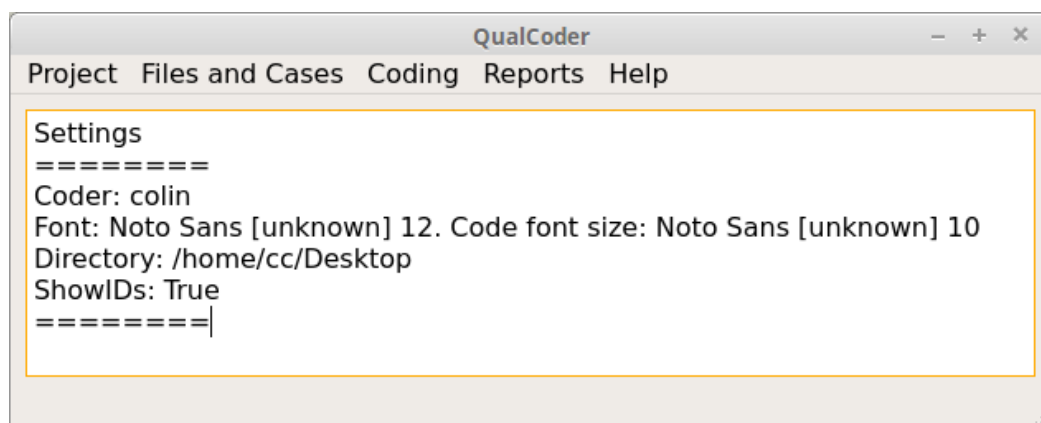 QualCoder
Project Files and Cases Coding Reports Help
Settings
========
Coder: colin
Font: Noto Sans [unknown] 12. Code font size: Noto Sans [unknown] 10
Directory: /home/cc/Desktop
ShowIDs: True
========